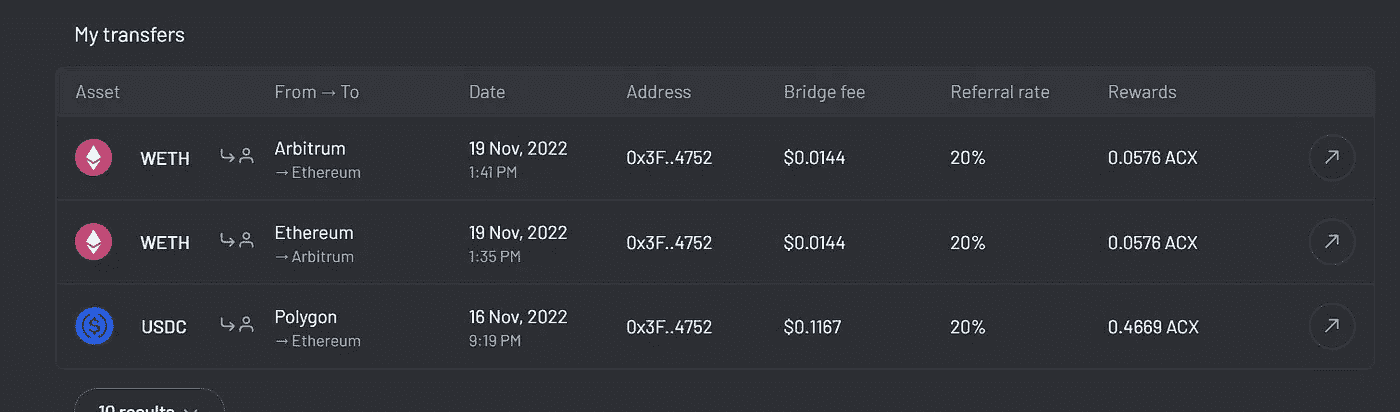 My transfers
Asset From → To Date Address Bridge fee Referral rate Rewards
WETH Arbitrum → Ethereum 19 Nov, 2022 1:41 PM 0x3F..4752 $0.0144 20% 0.0576 ACX
WETH Ethereum → Arbitrum 19 Nov, 2022 1:35 PM 0x3F..4752 $0.0144 20% 0.0576 ACX
USDC Polygon → Ethereum 16 Nov, 2022 9:19 PM 0x3F..4752 $0.1167 20% 0.4669 ACX
10 results